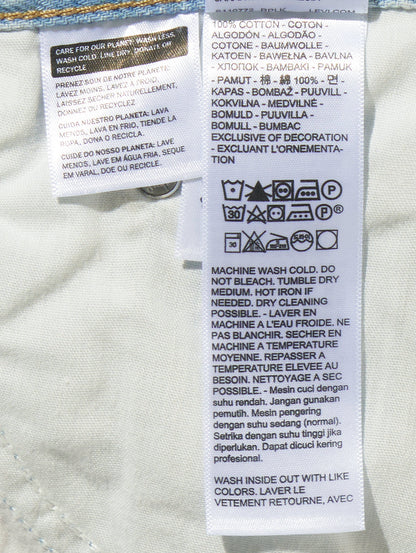 CARE FOR OUR PLANET: WASH LESS,
WASH COLD, LINE DRY, DONATE OR
RECYCLE
PRENEZ SOIN DE NOTRE PLANÈTE:
LAVEZ MOINS, LAVEZ A FROID,
LAISSEZ SECHER NATURELLEMENT,
DONNEZ OU RECYCLEZ.
CUIDA NUESTRO PLANETA: LAVA
MENOS, LAVA EN FRIO, TIENDE LA
ROPA, DONA O RECICLA.
CUIDE DO NOSSO PLANETA: LAVE
MENOS, LAVE EM ÁGUA FRIA, SEQUE
EM VARAL, DOE OU RECICLE.
LEVI.COM
100% COTTON - COTON -
ALGODÓN - ALGODÃO -
COTONE - BAUMWOLLE -
KATOEN - BAWEŁNA - BAVLNA
- ХЛОПОК - BAMBAKI - PAMUK
- PAMUT - 棉 - 綿 100% - 면 -
KAPAS - BOMBAŽ - PUUVILL -
KOKVILNA - MEDVILNĖ -
BOMULD - PUUVILLA -
BOMULL - BUMBAC
EXCLUSIVE OF DECORATION
- EXCLUANT L'ORNEMENTA-
TION
P
30 P®
30
MACHINE WASH COLD. DO
NOT BLEACH. TUMBLE DRY
MEDIUM. HOT IRON IF
NEEDED. DRY CLEANING
POSSIBLE. - LAVER EN
MACHINE A L'EAU FROIDE. NE
PAS BLANCHIR. SECHER EN
MACHINE A TEMPERATURE
MOYENNE. REPASSER A
TEMPERATURE ELEVEE AU
BESOIN. NETTOYAGE A SEC
POSSIBLE. - Mesin cuci dengan
suhu rendah. Jangan gunakan
pemutih. Mesin pengering
dengan suhu sedang (normal).
Setrika dengan suhu tinggi jika
diperlukan. Dapat dicuci kering
profesional.
WASH INSIDE OUT WITH LIKE
COLORS. LAVER LE
VETEMENT RETOURNE, AVEC